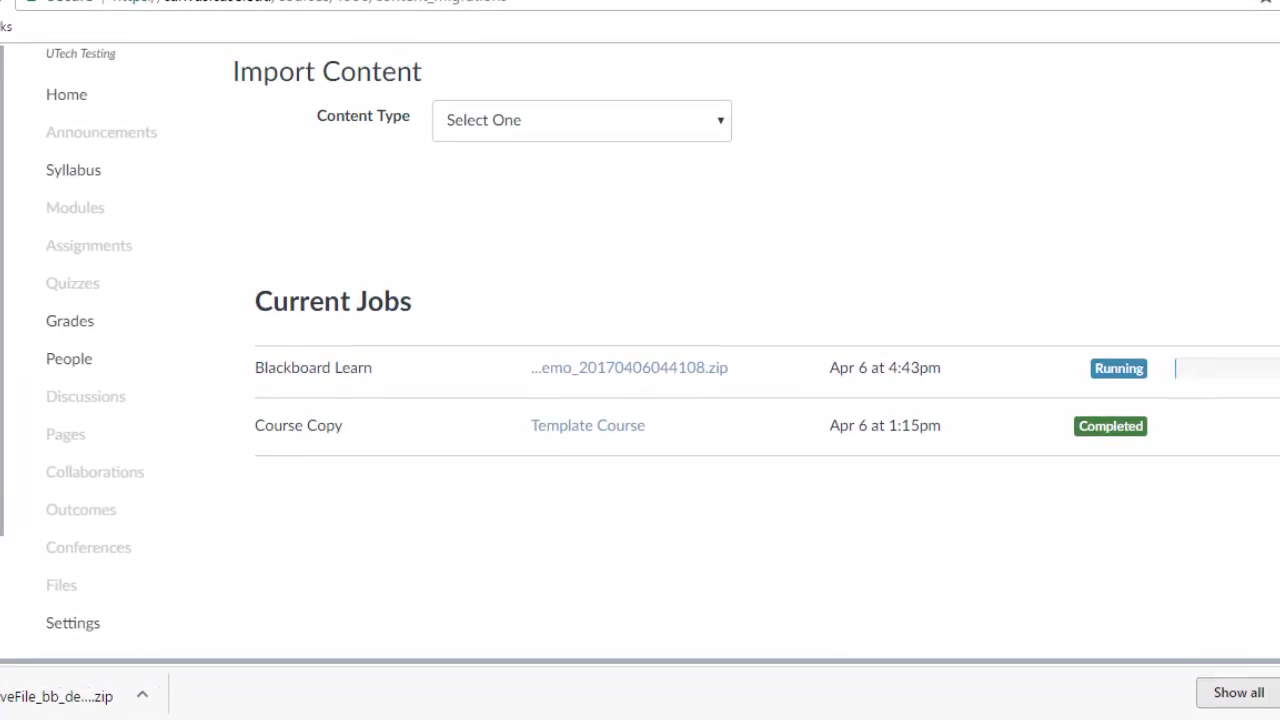 ks
UTech Testing
Import Content
Home
Content Type
Select One
Announcements
Syllabus
Modules
Assignments
Quizzes
Current Jobs
Grades
People
Blackboard Learn ...emo_20170406044108.zip Apr 6 at 4:43pm Running
Discussions
Course Copy Template Course Apr 6 at 1:15pm Completed
Pages
Collaborations
Outcomes
Conferences
Files
Settings
veFile_bb_de....zip
Show all